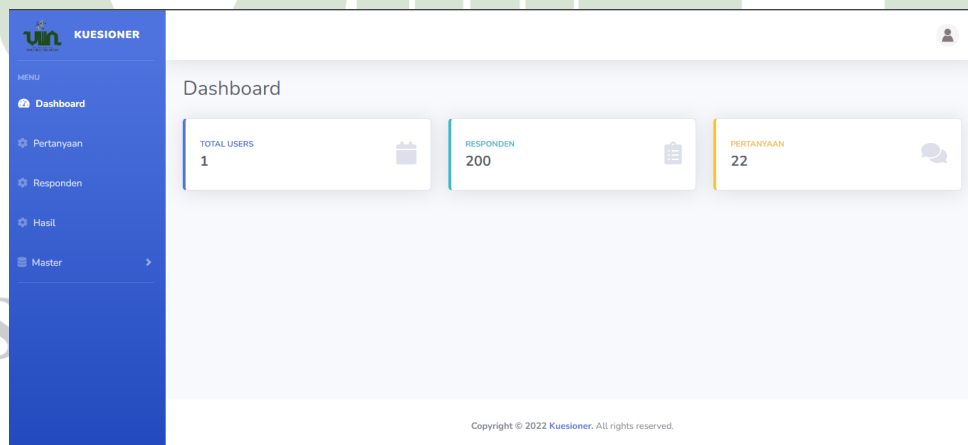 KUESIONER
MENU
Dashboard
Pertanyaan
Responden
Hasil
Master
Dashboard
TOTAL USERS
1
RESPONDEN
200
PERTANYAAN
22
Copyright © 2022 Kuesioner. All rights reserved.